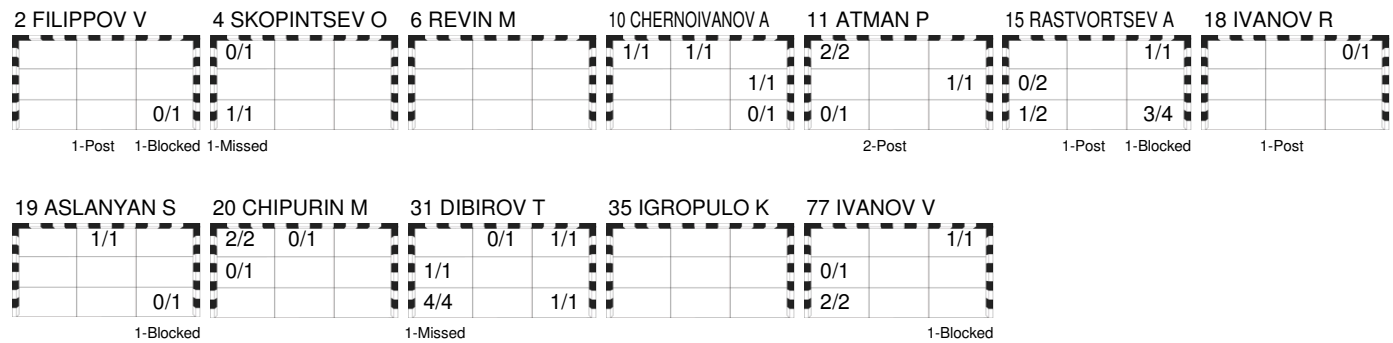 2 FILIPPOV V 4 SKOPINTSEV O 6 REVIN M 10 CHERNOIVANOV A 11 ATMAN P 15 RASTVORTSEV A 18 IVANOV R
0/1 1/1 1/1 2/2 1/1 0/1
1/1 1/1 0/2
0/1 1/1 0/1 0/1 1/2 3/4
1-Post 1-Blocked 1-Missed 2-Post 1-Post 1-Blocked 1-Post
19 ASLANYAN S 20 CHIPURIN M 31 DIBIROV T 35 IGROPULO K 77 IVANOV V
1/1 2/2 0/1 0/1 1/1 1/1
0/1 1/1 0/1
0/1 4/4 1/1 2/2
1-Blocked 1-Missed 1-Blocked